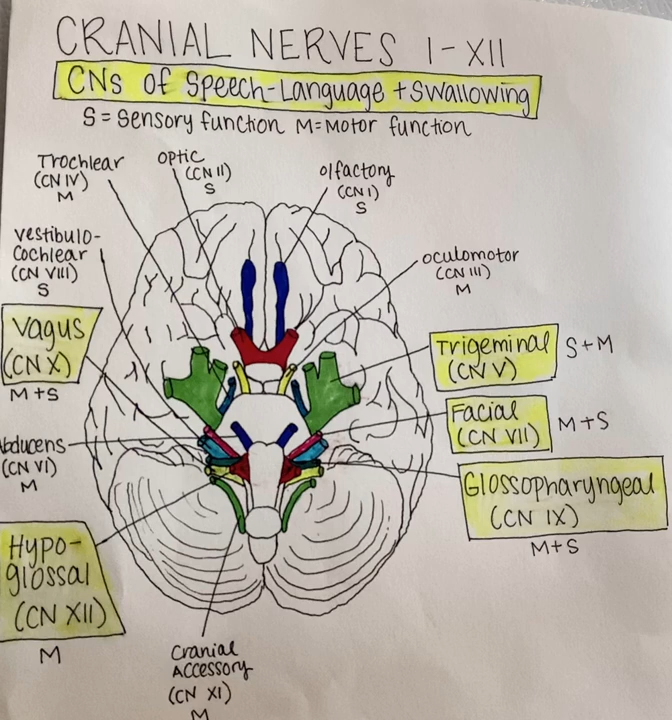 CRANIAL NERVES I-XII
CNs of Speech-Language + Swallowing
S = Sensory function M = Motor function
Trochlear
(CN IV)
M
optic
(CN II)
S
olfactory
(CN I)
S
vestibulo-
Cochlear
(CN VIII)
S
oculomotor
(CN III)
M
Vagus
(CN X)
M+S
Trigeminal
(CN V)
S+M
Facial
(CN VII)
M+S
Abducens
(CN VI)
M
Glossopharyngeal
(CN IX)
M+S
Hypo-
glossal
(CN XII)
M
Cranial
Accessory
(CN XI)
M